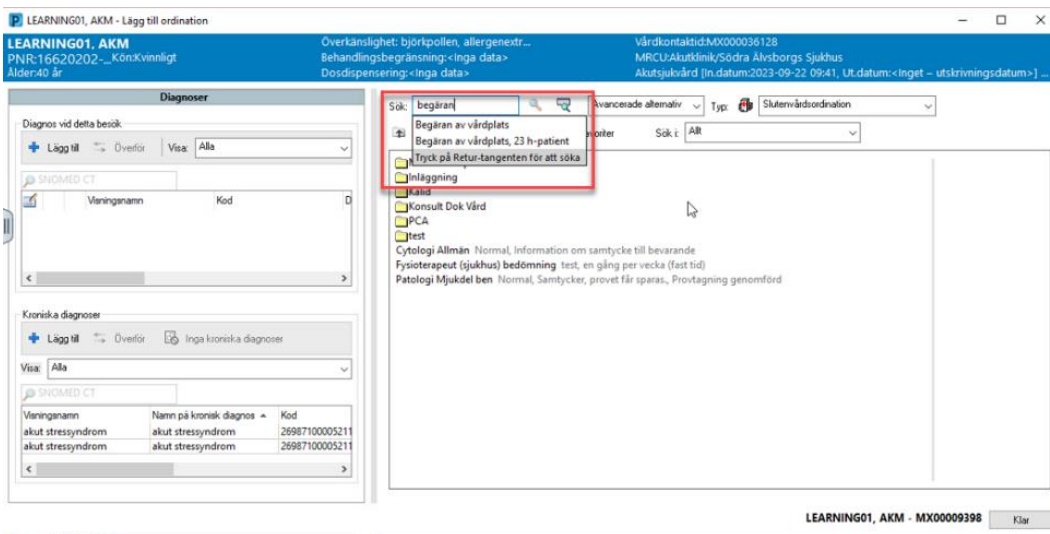 LEARNING01, AKM - Lägg till ordination
LEARNING01, AKM
PNR:16620202-_ Kön:Kvinnligt
Ålder:40 år
Överkänslighet: björkpollen, allergenextr...
Behandlingsbegränsning:<Inga data>
Dosdispensering:<Inga data>
Vårdkontaktid:MX000036128
MRCU:Akutklinik/Södra Älvsborgs Sjukhus
Akutsjukvård [In.datum:2023-09-22 09:41, Ut.datum:<Inget – utskrivningsdatum>] ...
Diagnoser
Diagnos vid detta besök
Lägg till Överför Visa: Alla
SNOMED CT
Visningsnamn Kod D
Kroniska diagnoser
Lägg till Överför Inga kroniska diagnoser
Visa: Alla
SNOMED CT
Visningsnamn Namn på kronisk diagnos Kod
akut stressyndrom akut stressyndrom 26987100005211
akut stressyndrom akut stressyndrom 26987100005211
Sök: begäran Avancerade alternativ Typ: Slutenvårdsordination
Begäran av vårdplats
Begäran av vårdplats, 23 h-patient
Tryck på Retur-tangenten för att söka
Sök i: Allt
Inläggning
Kalid
Konsult Dok Vård
PCA
test
Cytologi Allmän Normal, Information om samtycke till bevarande
Fysioterapeut (sjukhus) bedömning test, en gång per vecka (fast tid)
Patologi Mjukdel ben Normal, Samtycker, provet får sparas., Provtagning genomförd
LEARNING01, AKM - MX00009398 Klar